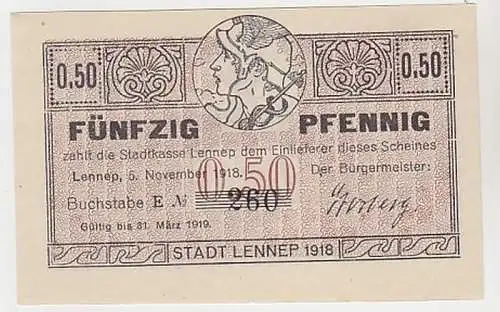 0.50 0.50
FÜNFZIG PFENNIG
zahlt die Stadtkasse Lennep dem Einlieferer dieses Scheines
Lennep, 5. November 1918. Der Bürgermeister:
0.50
Buchstabe E № 260
Gültig bis 31. März 1919.
STADT LENNEP 1918